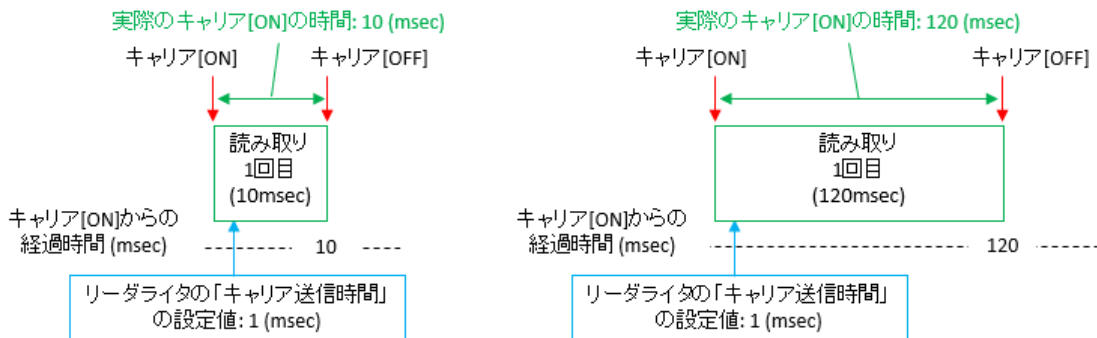 実際のキャリア[ON]の時間: 10 (msec)
キャリア[ON]
キャリア[OFF]
読み取り
1回目
(10msec)
キャリア[ON]からの
経過時間 (msec)
10
リーダライタの「キャリア送信時間」
の設定値: 1 (msec)
実際のキャリア[ON]の時間: 120 (msec)
キャリア[ON]
キャリア[OFF]
読み取り
1回目
(120msec)
キャリア[ON]からの
経過時間 (msec)
120
リーダライタの「キャリア送信時間」
の設定値: 1 (msec)